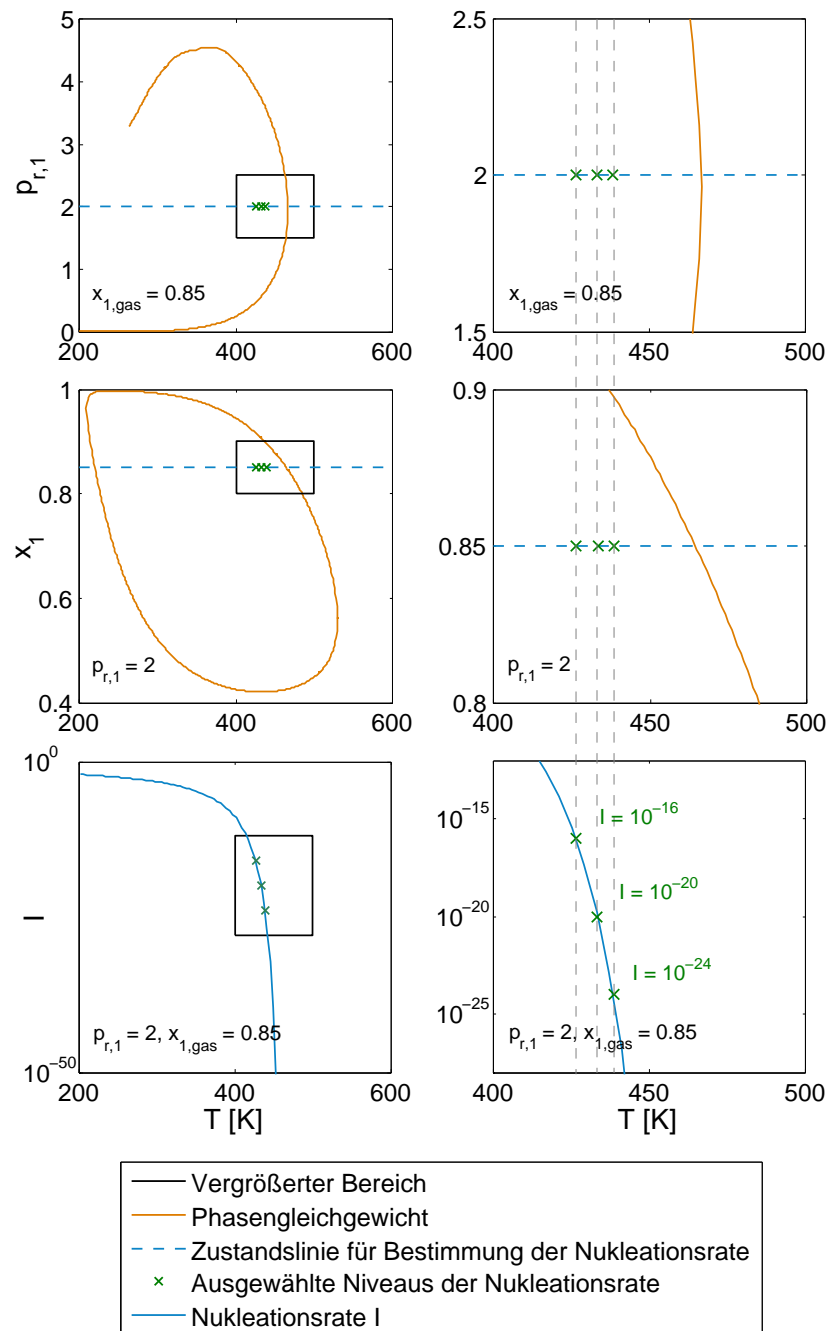 5
4
3
2
1
0
p_{r,1}
x_{1,gas} = 0.85
200
400
600
2.5
2
1.5
x_{1,gas} = 0.85
400
450
500
1
0.8
0.6
0.4
x_1
p_{r,1} = 2
200
400
600
0.9
0.85
0.8
p_{r,1} = 2
400
450
500
10^0
10^{-50}
I
p_{r,1} = 2, x_{1,gas} = 0.85
200
400
600
T [K]
10^{-15}
10^{-20}
10^{-25}
I = 10^{-16}
I = 10^{-20}
I = 10^{-24}
p_{r,1} = 2, x_{1,gas} = 0.85
400
450
500
T [K]
Vergrößerter Bereich
Phasengleichgewicht
Zustandslinie für Bestimmung der Nukleationsrate
Ausgewählte Niveaus der Nukleationsrate
Nukleationsrate I